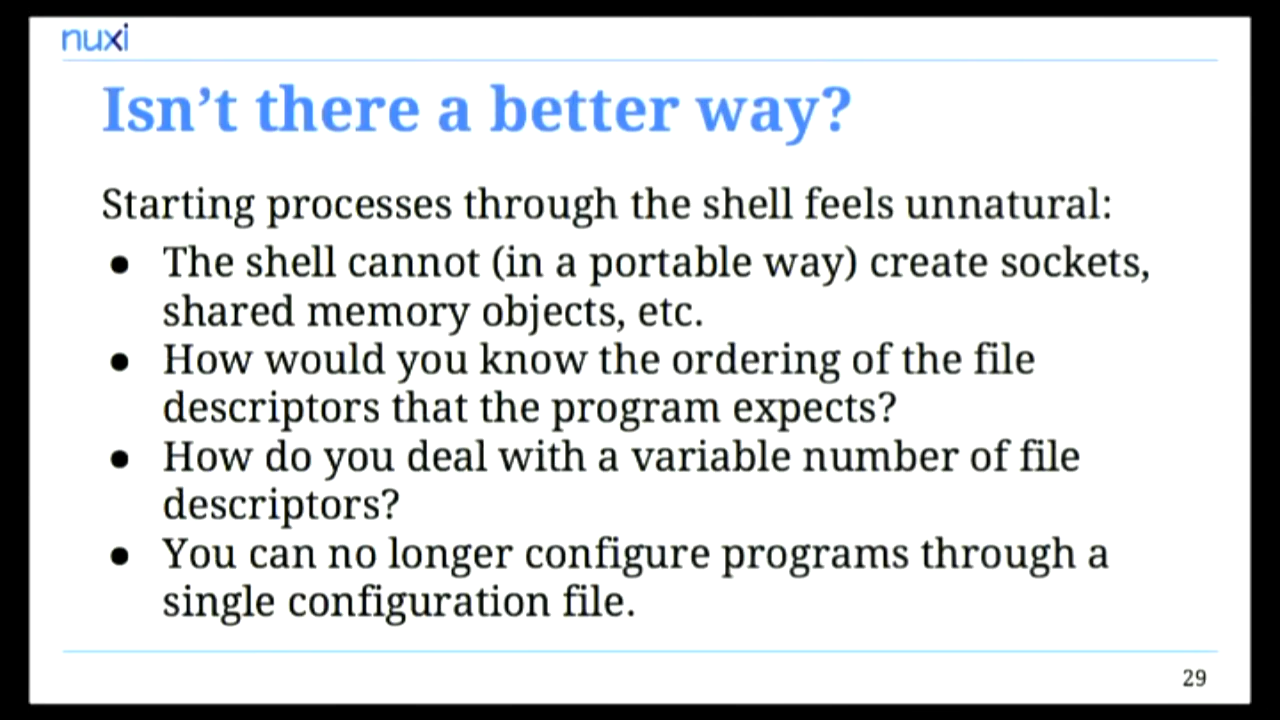 nuxi
Isn’t there a better way?
Starting processes through the shell feels unnatural:
● The shell cannot (in a portable way) create sockets,
shared memory objects, etc.
● How would you know the ordering of the file
descriptors that the program expects?
● How do you deal with a variable number of file
descriptors?
● You can no longer configure programs through a
single configuration file.
29